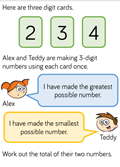 Here are three digit cards.
2 3 4
Alex and Teddy are making 3-digit
numbers using each card once.
I have made the greatest
possible number.
Alex
I have made the smallest
possible number.
Teddy
Work out the total of their two numbers.